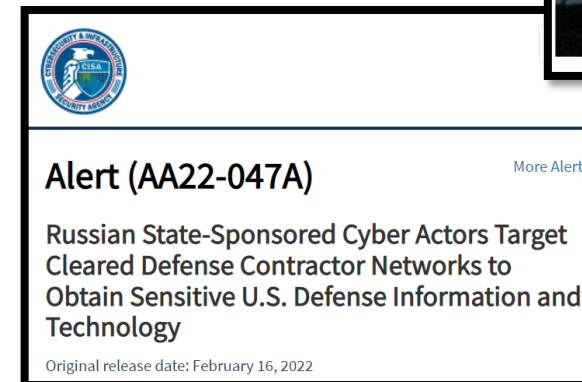 CYBERSECURITY & INFRASTRUCTURE
CISA
SECURITY AGENCY
Alert (AA22-047A)
More Alert
Russian State-Sponsored Cyber Actors Target
Cleared Defense Contractor Networks to
Obtain Sensitive U.S. Defense Information and
Technology
Original release date: February 16, 2022